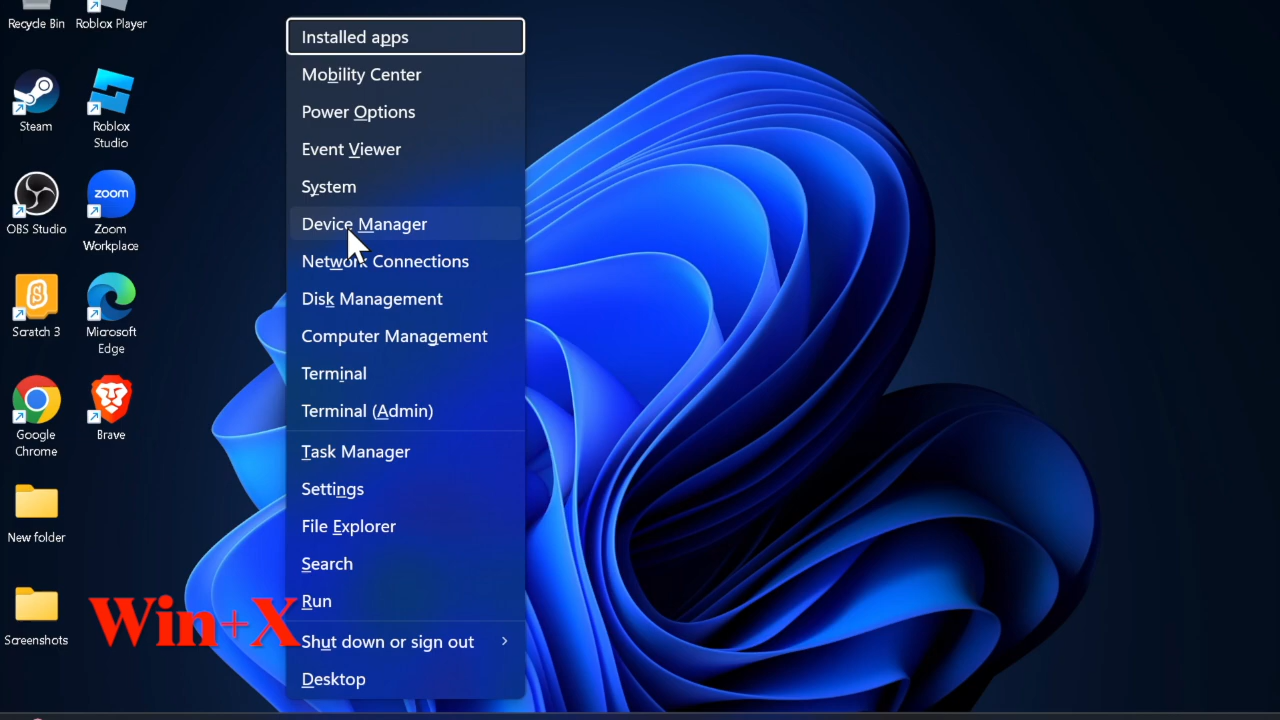 Recycle Bin
Roblox Player
Steam
Roblox
Studio
OBS Studio
zoom
Zoom
Workplace
Scratch 3
Microsoft
Edge
Google
Chrome
Brave
New folder
Screenshots
Win+X
Installed apps
Mobility Center
Power Options
Event Viewer
System
Device Manager
Network Connections
Disk Management
Computer Management
Terminal
Terminal (Admin)
Task Manager
Settings
File Explorer
Search
Run
Shut down or sign out
Desktop